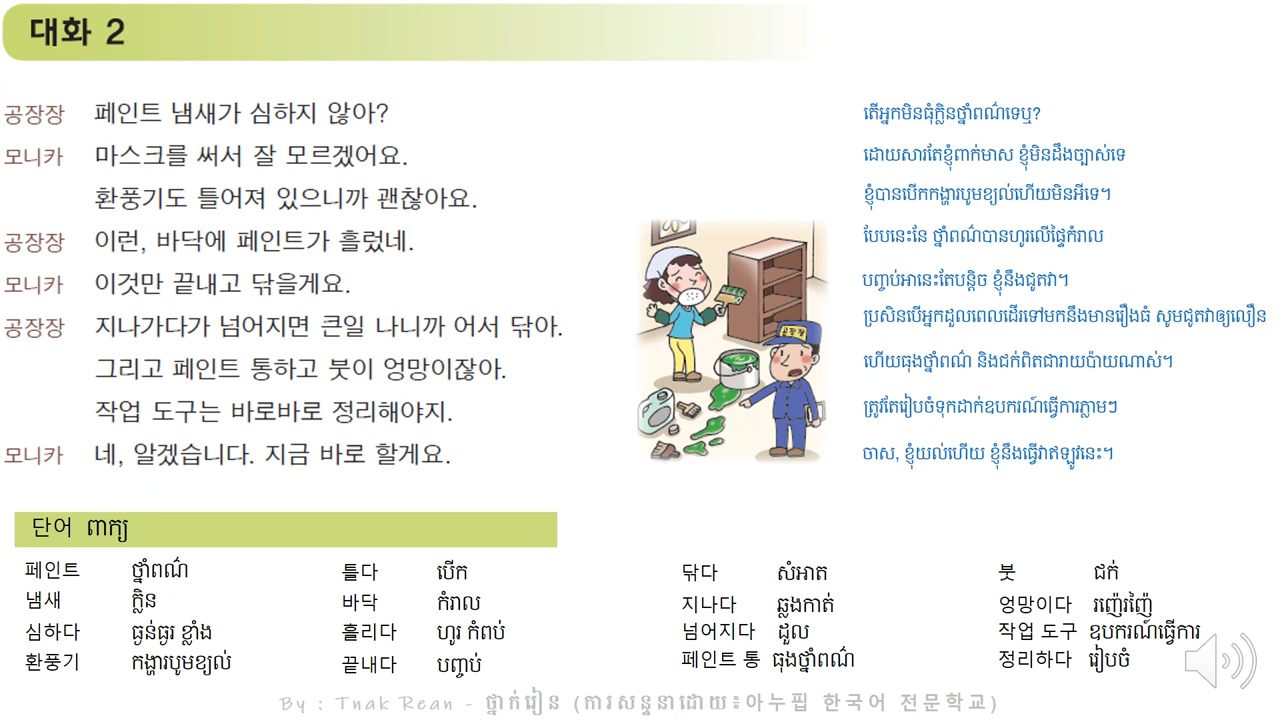 대화 2
공장장 페인트 냄새가 심하지 않아?
모니카 마스크를 써서 잘 모르겠어요.
환풍기도 틀어져 있으니까 괜찮아요.
공장장 이런, 바닥에 페인트가 흘렀네.
모니카 이것만 끝내고 닦을게요.
공장장 지나가다가 넘어지면 큰일 나니까 어서 닦아.
그리고 페인트 통하고 붓이 엉망이잖아.
작업 도구는 바로바로 정리해야지.
모니카 네, 알겠습니다. 지금 바로 할게요.
តើអ្នកមិនធុំក្លិនថ្នាំពណ៌ទេឬ?
ដោយសារតែខ្ញុំពាក់មាស ខ្ញុំមិនដឹងច្បាស់ទេ
ខ្ញុំបានបើកកង្ហារបូមខ្យល់ហើយមិនអីទេ។
បែបនេះនែ ថ្នាំពណ៌បានហូរលើផ្ទៃកំរាល
បញ្ចប់អានេះតែបន្តិច ខ្ញុំនឹងជូតវា។
ប្រសិនបើអ្នកដួលពេលដើរទៅមកនឹងមានរឿងធំ សូមជូតវាឲ្យលឿន
ហើយធុងថ្នាំពណ៌ និងជក់ពិតជារាយប៉ាយណាស់។
ត្រូវតែរៀបចំទុកដាក់ឧបករណ៍ធ្វើការភ្លាមៗ
ចាស, ខ្ញុំយល់ហើយ ខ្ញុំនឹងធ្វើវាឥឡូវនេះ។
공장장
단어 ពាក្យ
페인트 ថ្នាំពណ៌ 틀다 បើក 닦다 សំអាត 붓 ជក់
냄새 ក្លិន 바닥 កំរាល 지나다 ឆ្លងកាត់ 엉망이다 រញ៉េរញ៉ៃ
심하다 ធ្ងន់ធ្ងរ ខ្លាំង 흘리다 ហូរ កំពប់ 넘어지다 ដួល 작업 도구 ឧបករណ៍ធ្វើការ
환풍기 កង្ហារបូមខ្យល់ 끝내다 បញ្ចប់ 페인트 통 ធុងថ្នាំពណ៌ 정리하다 រៀបចំ
By : Tnak Rean - ថ្នាក់រៀន (ការសន្ទនាដោយ៖아누핍 한국어 전문학교)